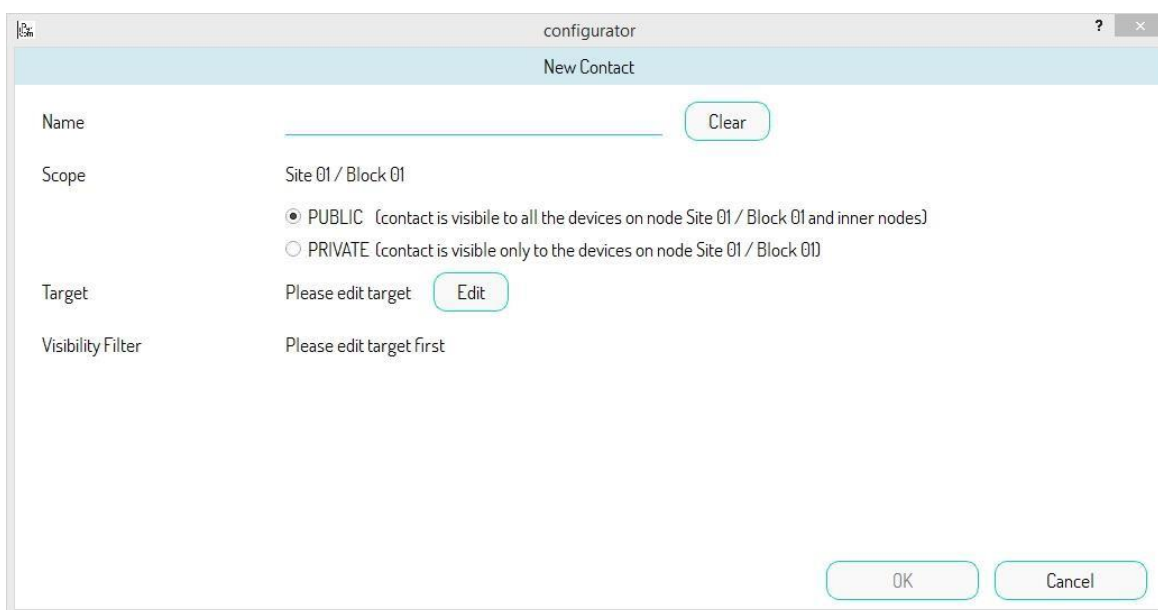 configurator
?
New Contact
Name Clear
Scope Site 01 / Block 01
PUBLIC (contact is visibile to all the devices on node Site 01 / Block 01 and inner nodes)
PRIVATE (contact is visible only to the devices on node Site 01 / Block 01)
Target Please edit target Edit
Visibility Filter Please edit target first
OK Cancel